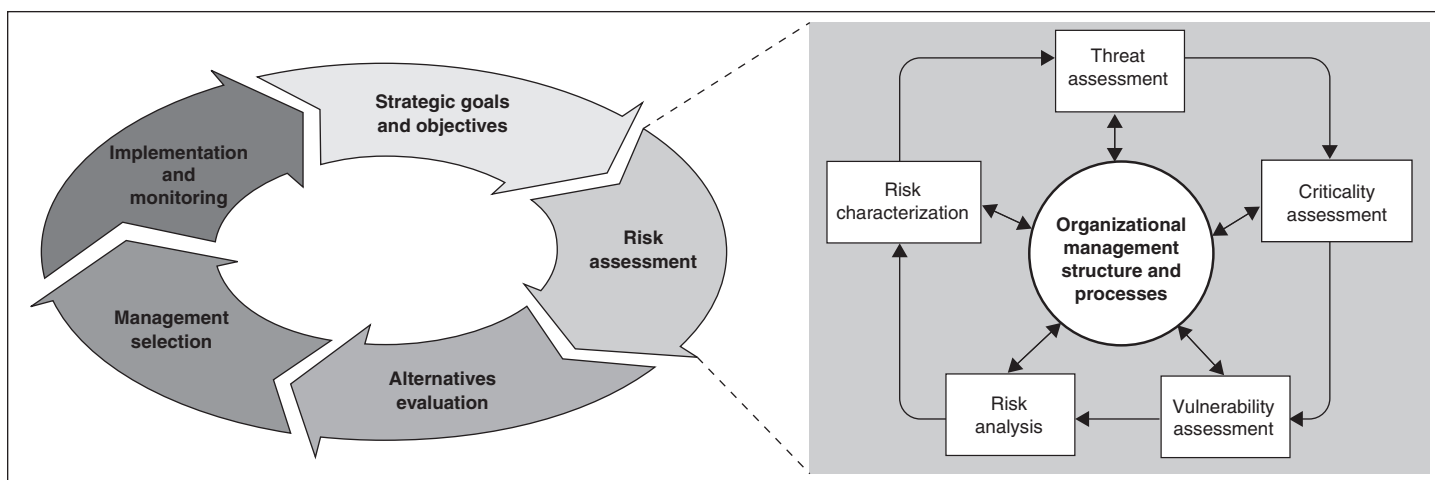 Strategic goals
and objectives
Implementation
and
monitoring
Risk
assessment
Management
selection
Alternatives
evaluation
Threat
assessment
Risk
characterization
Criticality
assessment
Organizational
management
structure and
processes
Risk
analysis
Vulnerability
assessment